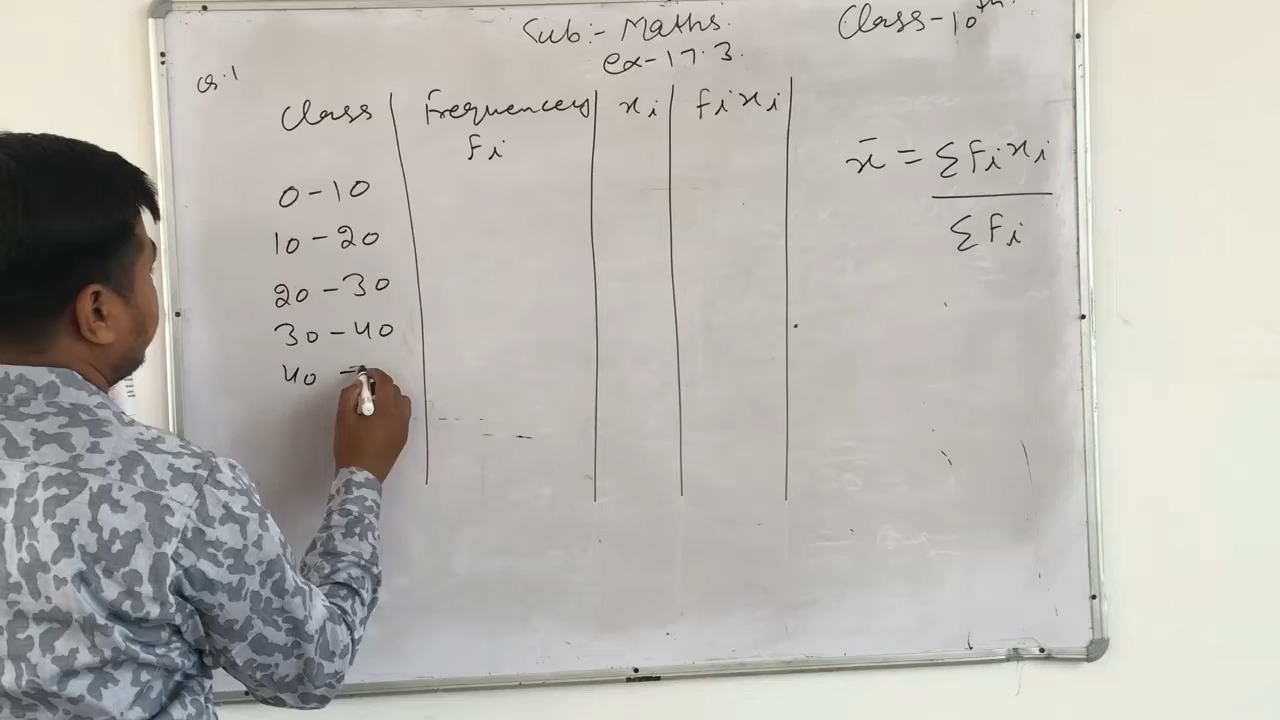 Sub:- Maths.
Class-10th.
ex-17.3.
Q.1
Class Frequencey xi fixi
Fi
x̄ = ΣFixi
ΣFi
0-10
10-20
20-30
30-40
40 -